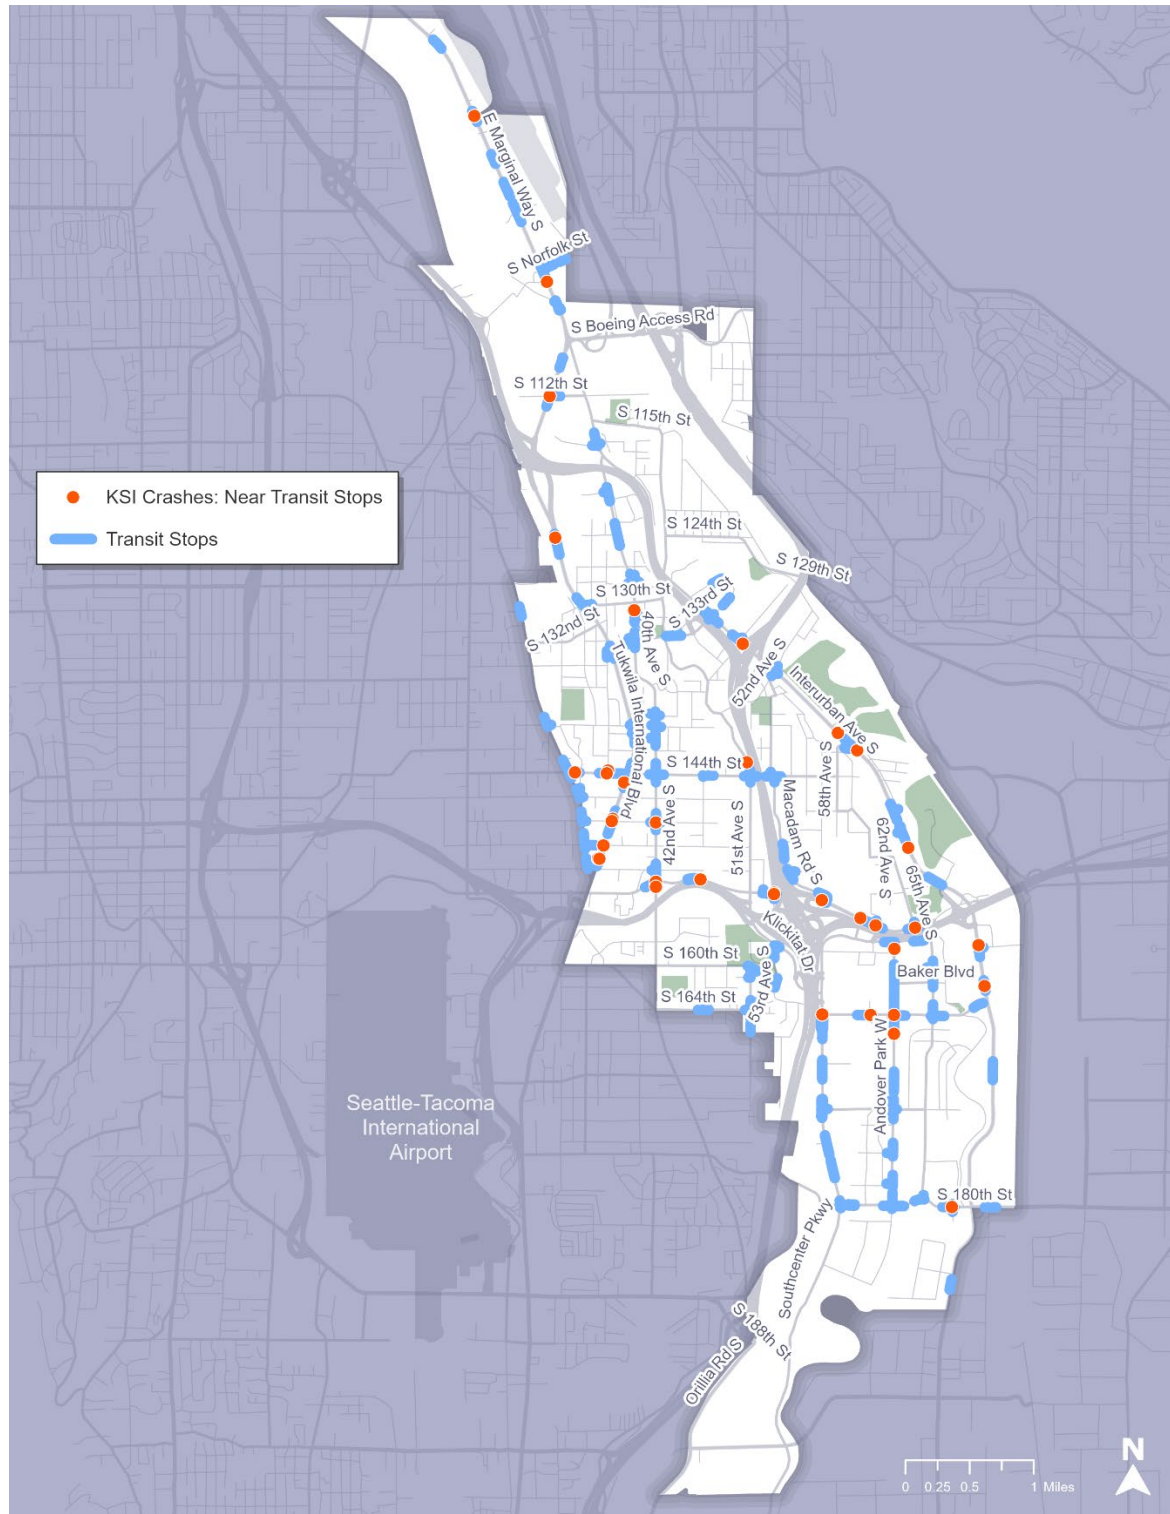 E Marginal Way S
S Norfolk St
S Boeing Access Rd
S 112th St
S 115th St
KSI Crashes: Near Transit Stops
Transit Stops
S 124th St
S 129th St
S 130th St
S 133rd St
S 132nd St
40th Ave S
52nd Ave S
Tukwila International Blvd
Interurban Ave S
S 144th St
58th Ave S
Macadam Rd S
42nd Ave S
51st Ave S
62nd Ave S
65th Ave S
Klickitat Dr
S 160th St
53rd Ave S
Baker Blvd
S 164th St
Andover Park W
Seattle-Tacoma
International
Airport
S 180th St
Southcenter Pkwy
S 188th St
Orillia Rd S
N
0 0.25 0.5 1 Miles